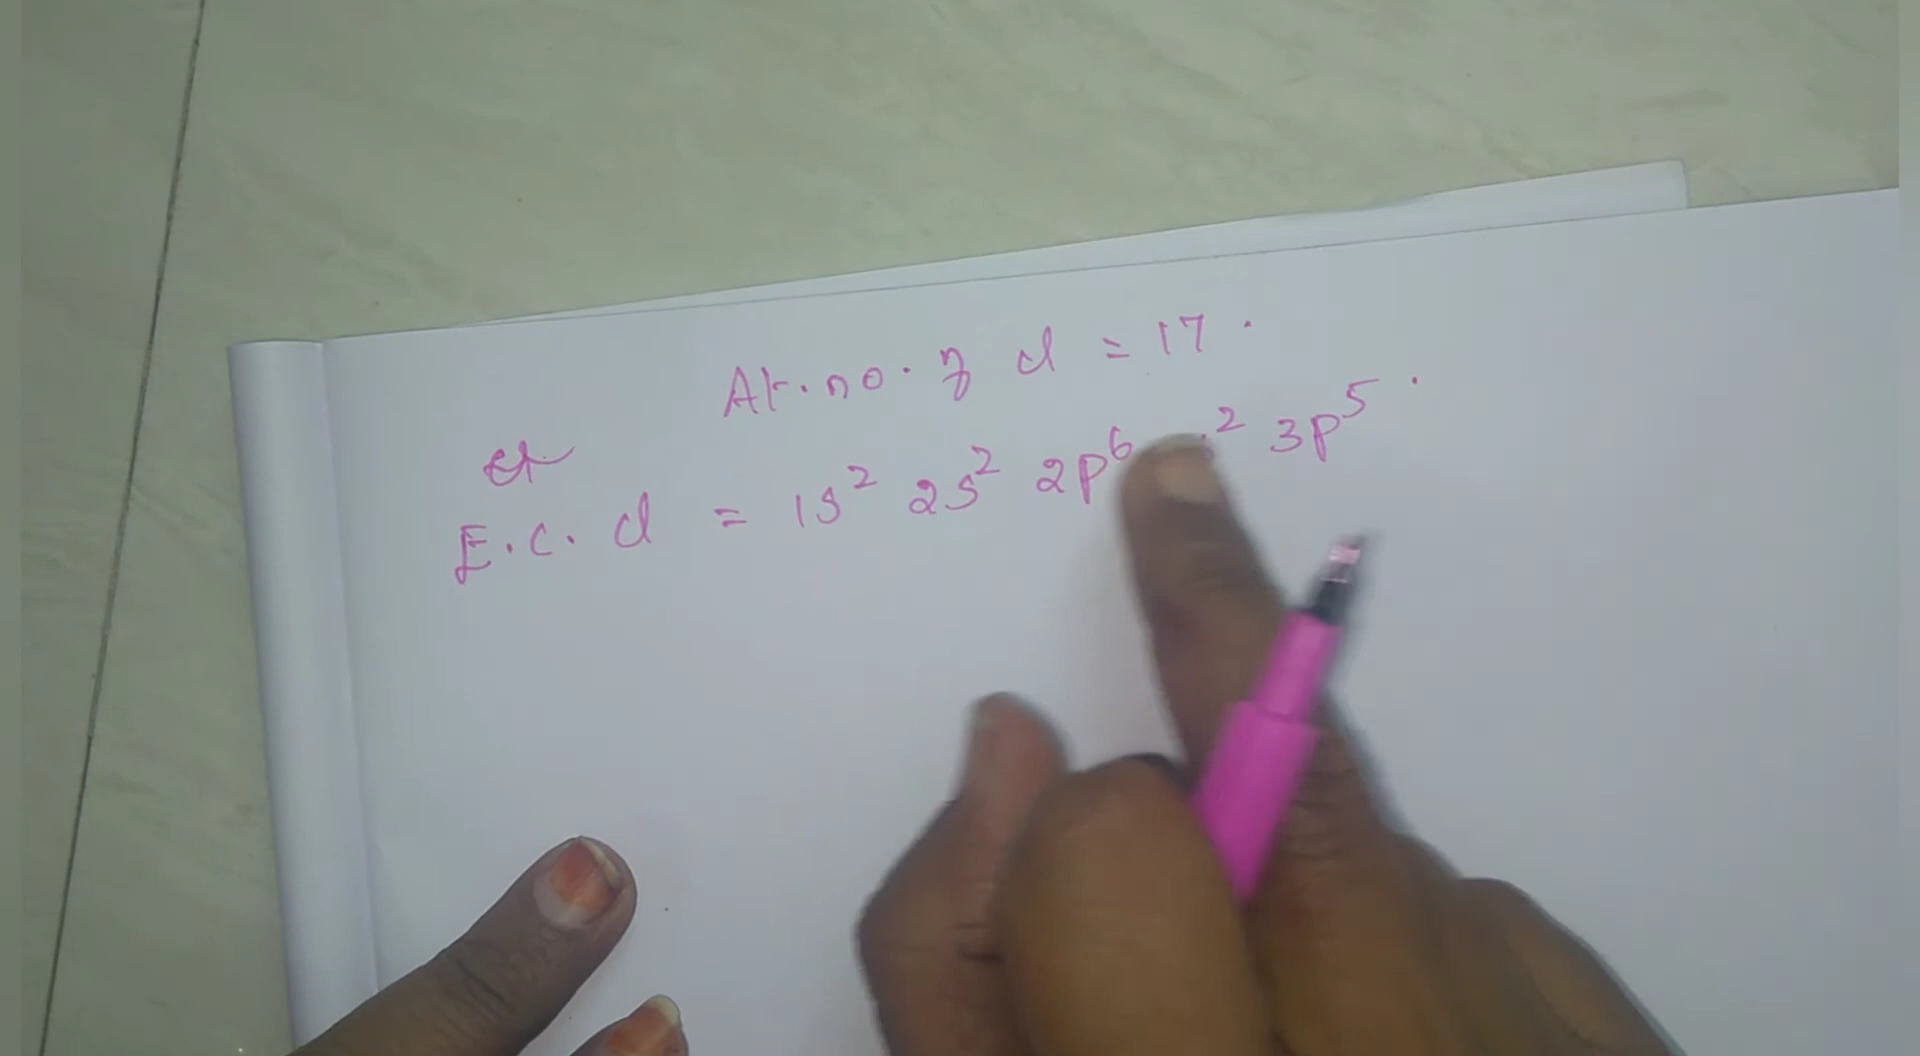 At. no. of Cl = 17.
E.C. Cl = 1s² 2s² 2p⁶ ² 3p⁵.